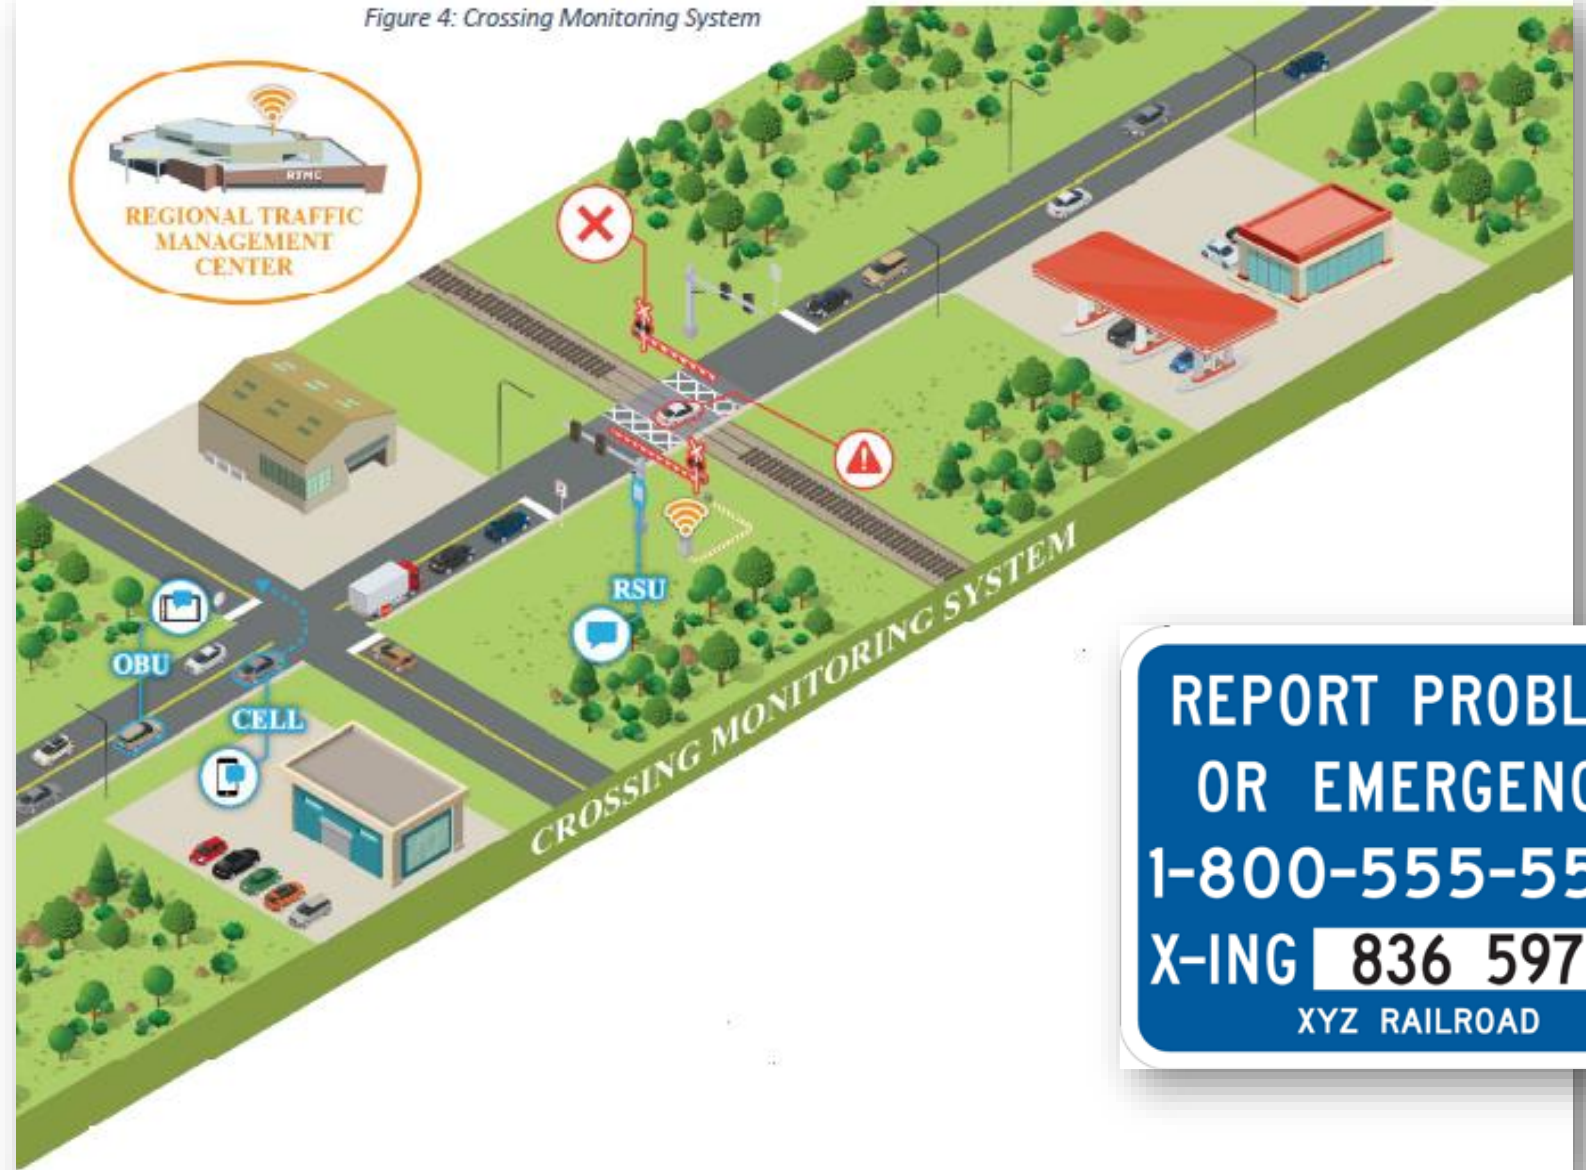 Figure 4: Crossing Monitoring System
RTMC
REGIONAL TRAFFIC
MANAGEMENT
CENTER
RSU
OBU
CELL
CROSSING MONITORING SYSTEM
REPORT PROBL
OR EMERGENC
1-800-555-55
X-ING 836 597
XYZ RAILROAD